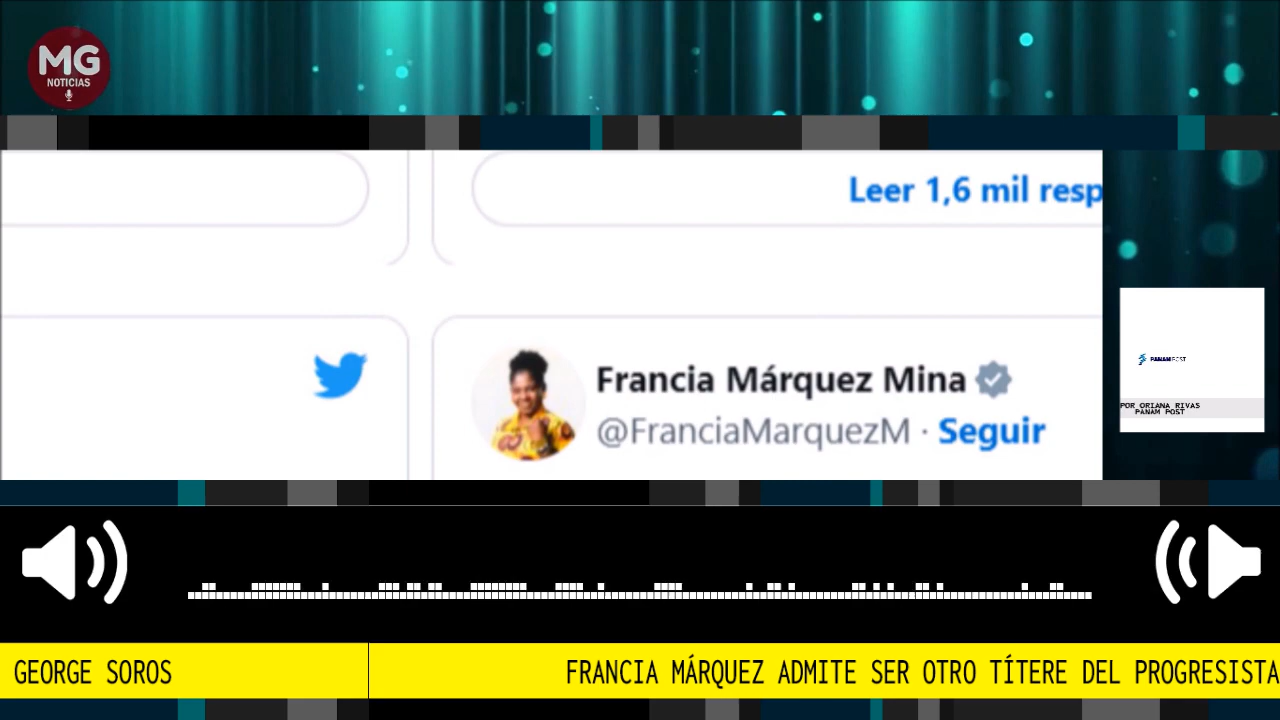 MG
NOTICIAS
Leer 1,6 mil resp
Francia Márquez Mina
@FranciaMarquezM · Seguir
PANAM POST
POR ORIANA RIVAS
PANAM POST
GEORGE SOROS
FRANCIA MÁRQUEZ ADMITE SER OTRO TÍTERE DEL PROGRESISTA